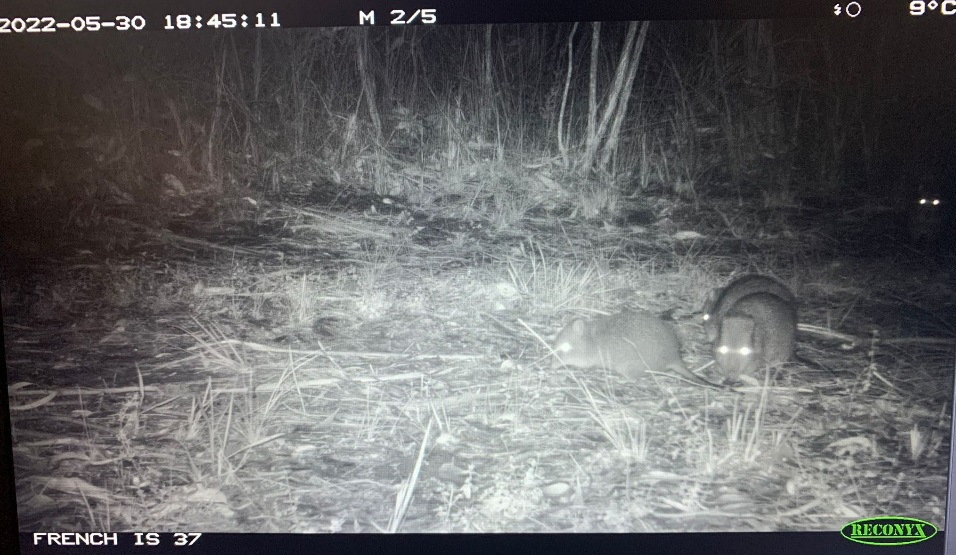 2022-05-30 18:45:11 M 2/5 9°C
FRENCH IS 37
RECONYX